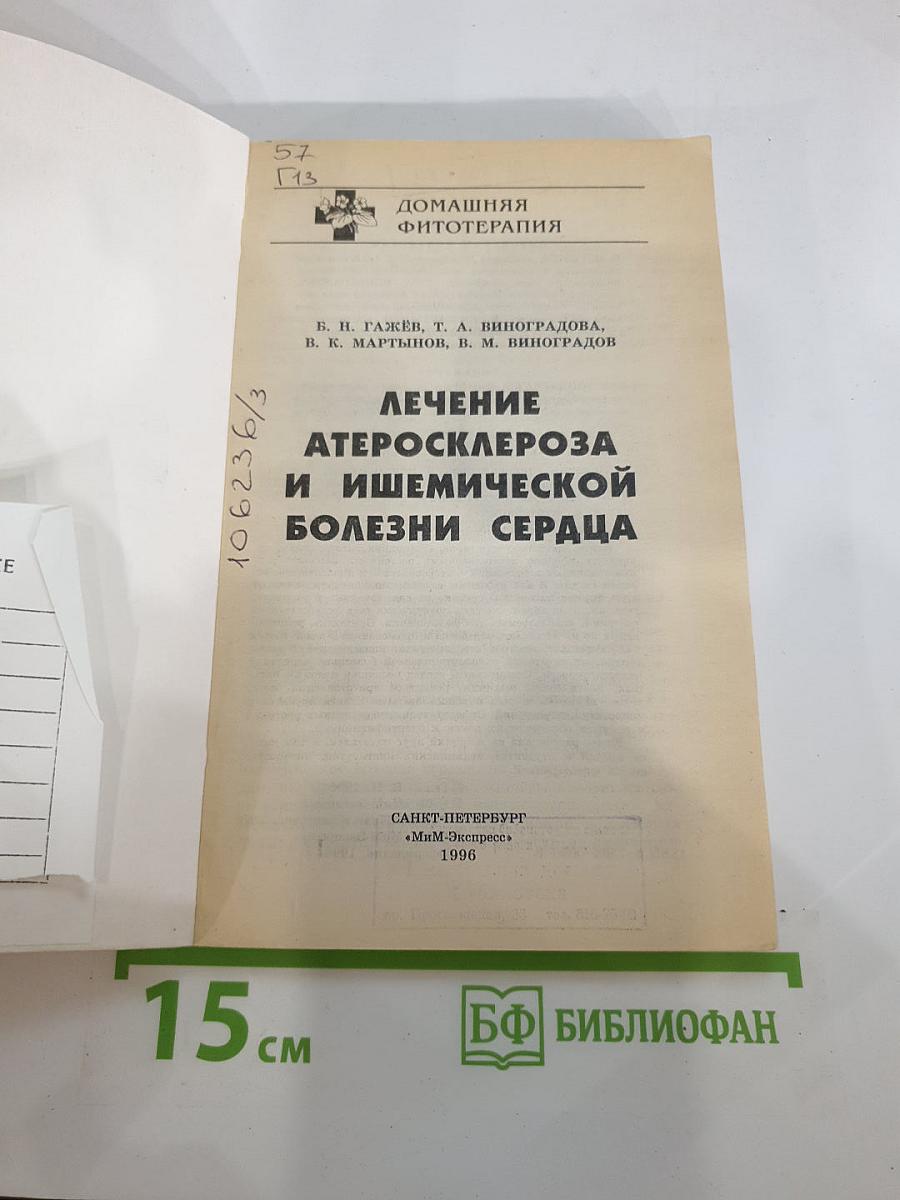 57
Г13
ДОМАШНЯЯ
ФИТОТЕРАПИЯ
Б. Н. ГАЖЁВ, Т. А. ВИНОГРАДОВА,
В. К. МАРТЫНОВ, В. М. ВИНОГРАДОВ
ЛЕЧЕНИЕ
АТЕРОСКЛЕРОЗА
И ИШЕМИЧЕСКОЙ
БОЛЕЗНИ СЕРДЦА
106236/3
САНКТ-ПЕТЕРБУРГ
«МиМ-Экспресс»
1996
15 см
БФ БИБЛИОФАН